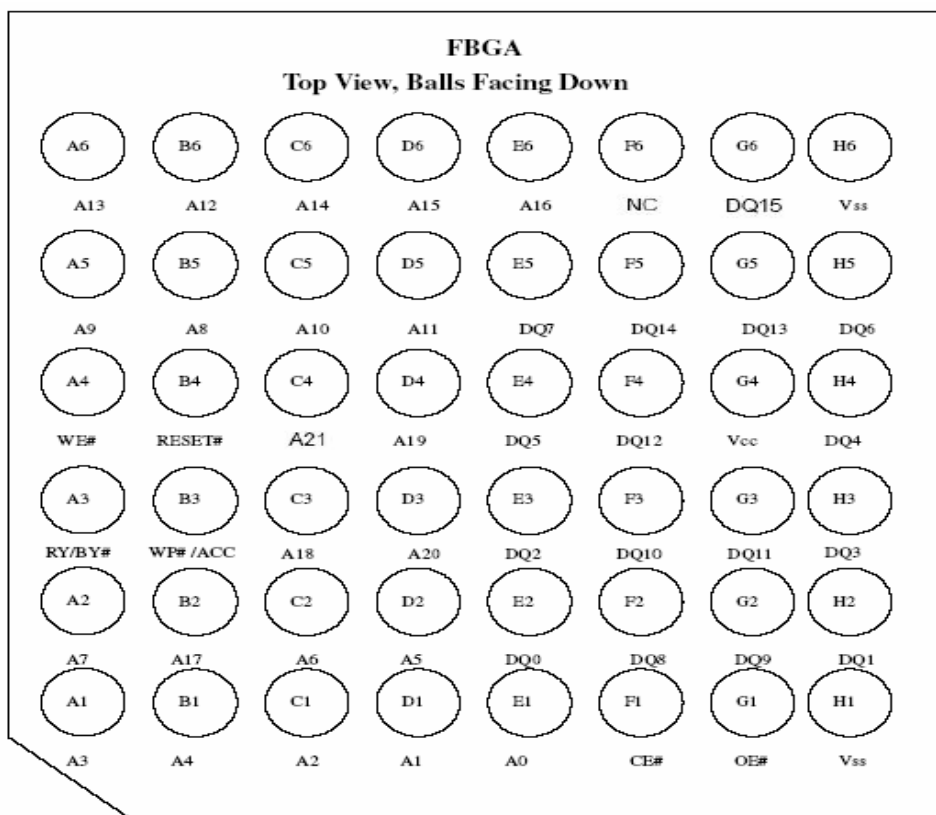 FBGA
Top View, Balls Facing Down
A6 B6 C6 D6 E6 F6 G6 H6
A13 A12 A14 A15 A16 NC DQ15 Vss
A5 B5 C5 D5 E5 F5 G5 H5
A9 A8 A10 A11 DQ7 DQ14 DQ13 DQ6
A4 B4 C4 D4 E4 F4 G4 H4
WE# RESET# A21 A19 DQ5 DQ12 Vcc DQ4
A3 B3 C3 D3 E3 F3 G3 H3
RY/BY# WP# /ACC A18 A20 DQ2 DQ10 DQ11 DQ3
A2 B2 C2 D2 E2 F2 G2 H2
A7 A17 A6 A5 DQ0 DQ8 DQ9 DQ1
A1 B1 C1 D1 E1 F1 G1 H1
A3 A4 A2 A1 A0 CE# OE# Vss